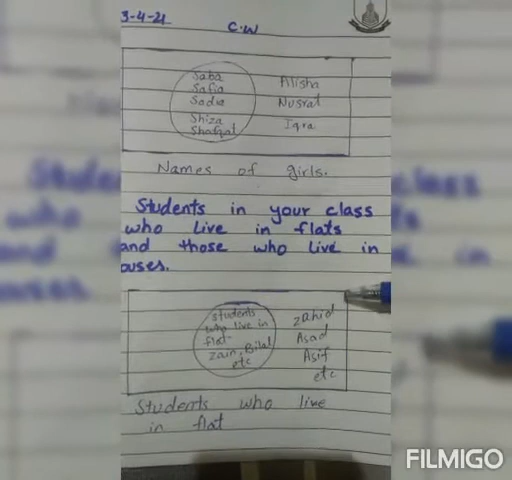 3-4-21
C.W
Saba Alisha
Safia
Sadia Nusrat
Shiza Iqra
Shafqat
Names of girls.
Students in your class
who live in flats
and those who live in
ouses.
students zahid
who live in Asad
flat
zain, Bilal Asif
etc etc
Students who live
in flat
FILMIGO